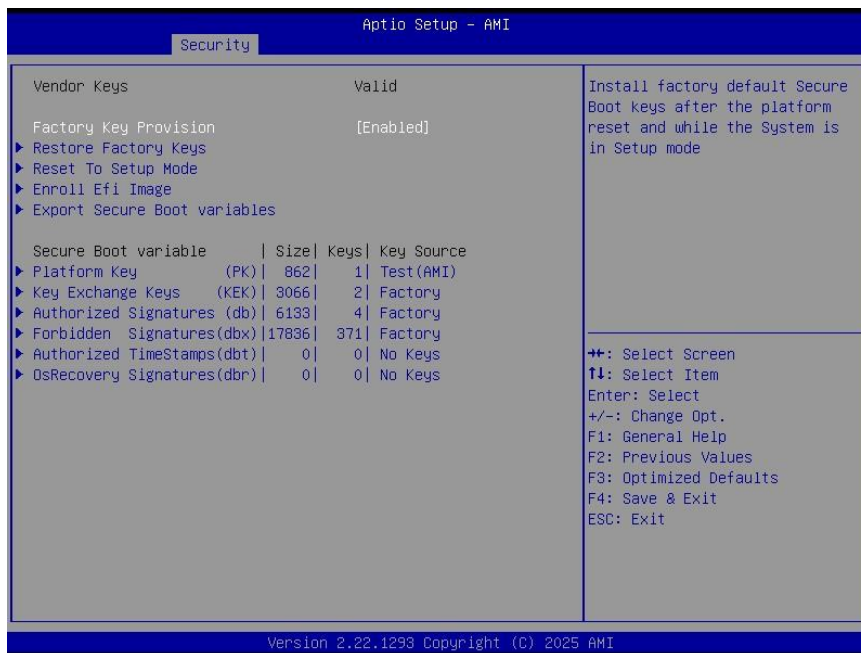 Aptio Setup – AMI
Security
Vendor Keys Valid
Factory Key Provision [Enabled]
▶ Restore Factory Keys
▶ Reset To Setup Mode
▶ Enroll Efi Image
▶ Export Secure Boot variables
Secure Boot variable | Size| Keys| Key Source
▶ Platform Key (PK)| 862| 1| Test(AMI)
▶ Key Exchange Keys (KEK)| 3066| 2| Factory
▶ Authorized Signatures (db)| 6133| 4| Factory
▶ Forbidden Signatures(dbx)|17836| 371| Factory
▶ Authorized TimeStamps(dbt)| 0| 0| No Keys
▶ OsRecovery Signatures(dbr)| 0| 0| No Keys
Install factory default Secure
Boot keys after the platform
reset and while the System is
in Setup mode
→←: Select Screen
↑↓: Select Item
Enter: Select
+/-: Change Opt.
F1: General Help
F2: Previous Values
F3: Optimized Defaults
F4: Save & Exit
ESC: Exit
Version 2.22.1293 Copyright (C) 2025 AMI